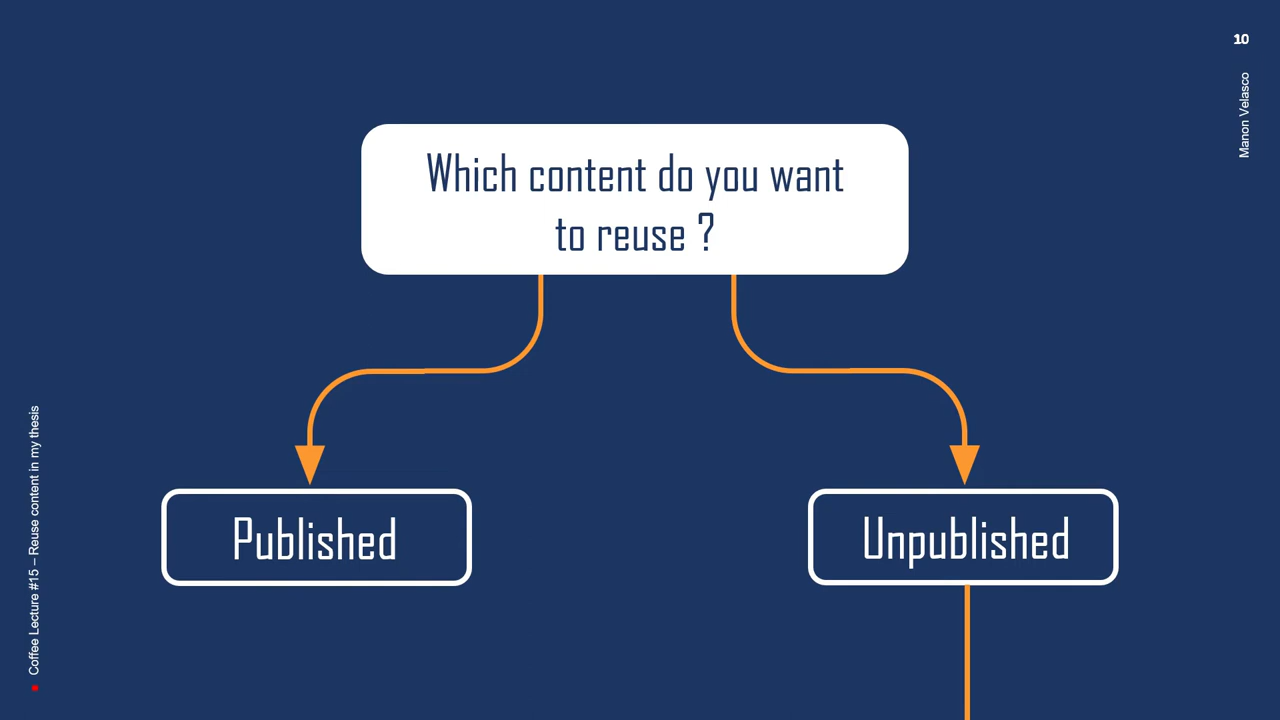 10
Manon Velasco
Which content do you want
to reuse ?
Published
Unpublished
Coffee Lecture #15 – Reuse content in my thesis